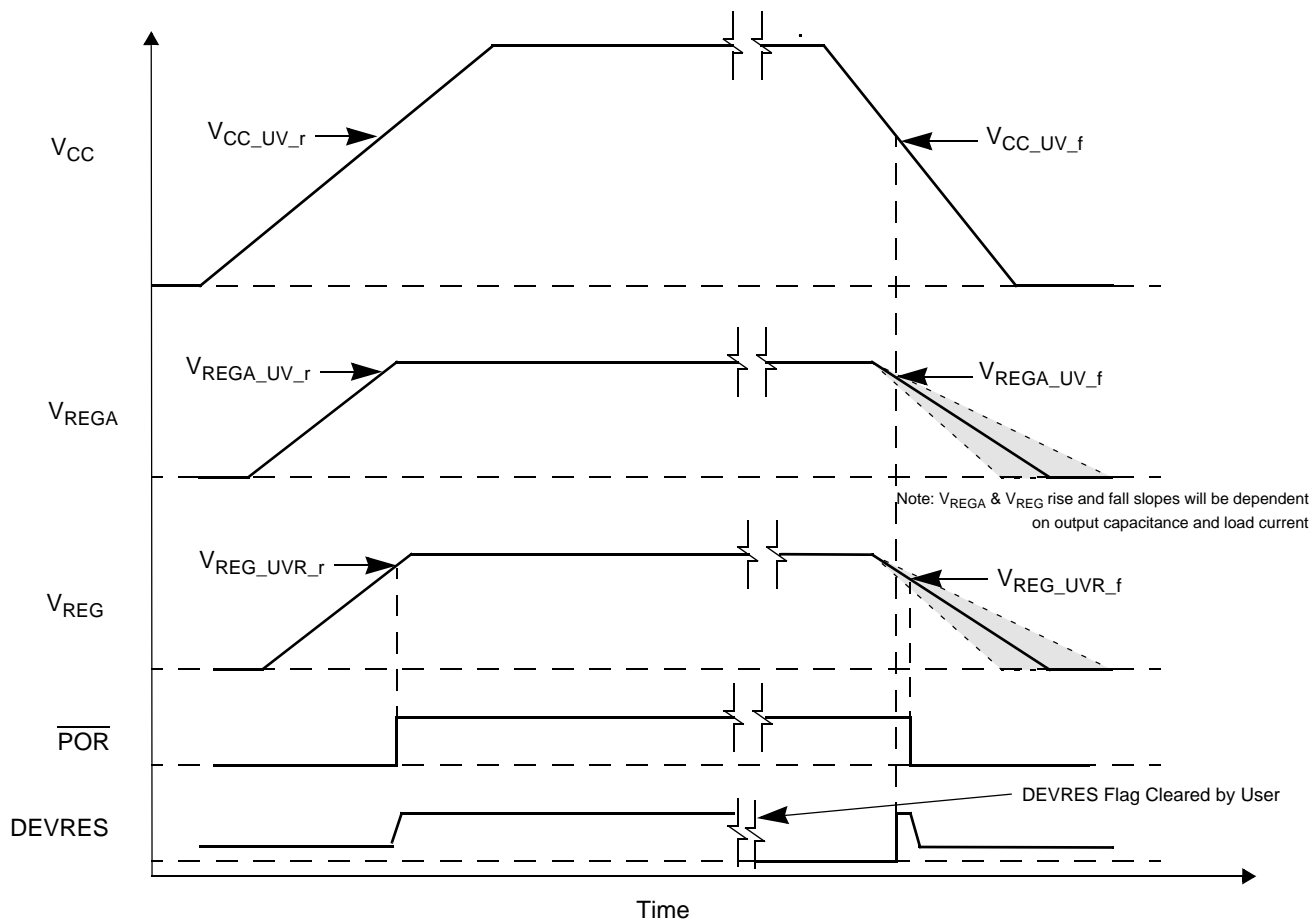 V_CC
V_CC_UV_r
V_CC_UV_f
V_REGA
V_REGA_UV_r
V_REGA_UV_f
Note: V_REGA & V_REG rise and fall slopes will be dependent
on output capacitance and load current
V_REG
V_REG_UVR_r
V_REG_UVR_f
P̅O̅R̅
DEVRES
DEVRES Flag Cleared by User
Time